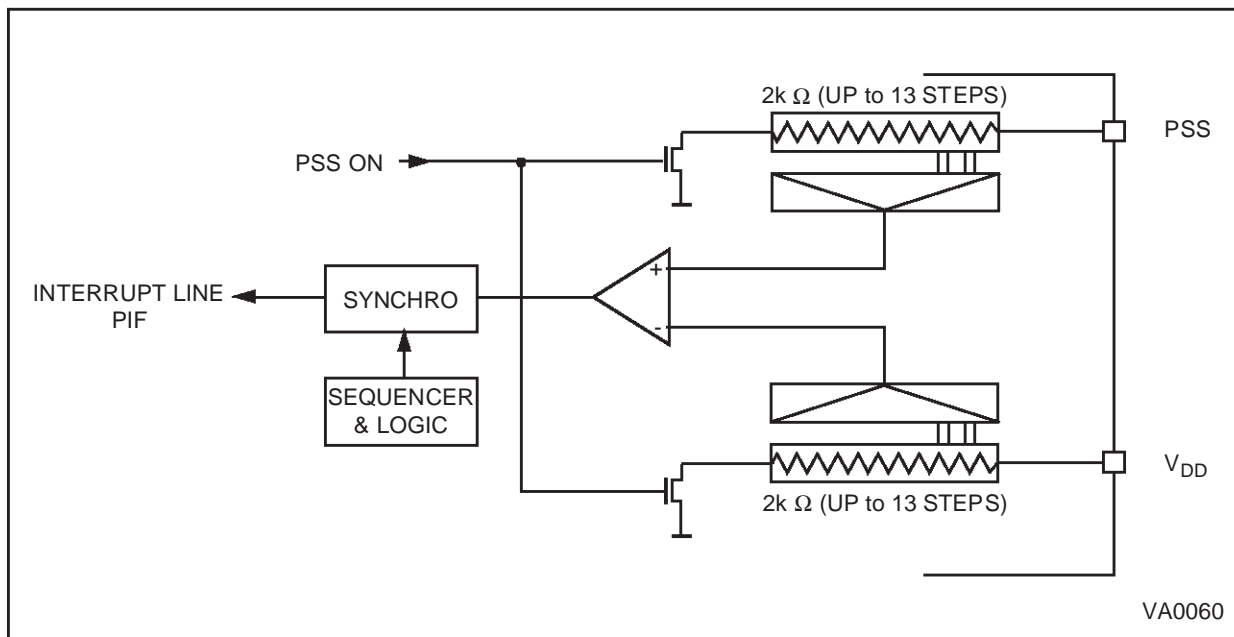 2k Ω (UP to 13 STEPS)
PSS
PSS ON
+
INTERRUPT LINE
PIF
SYNCHRO
-
SEQUENCER
& LOGIC
V_DD
2k Ω (UP to 13 STEPS)
VA0060